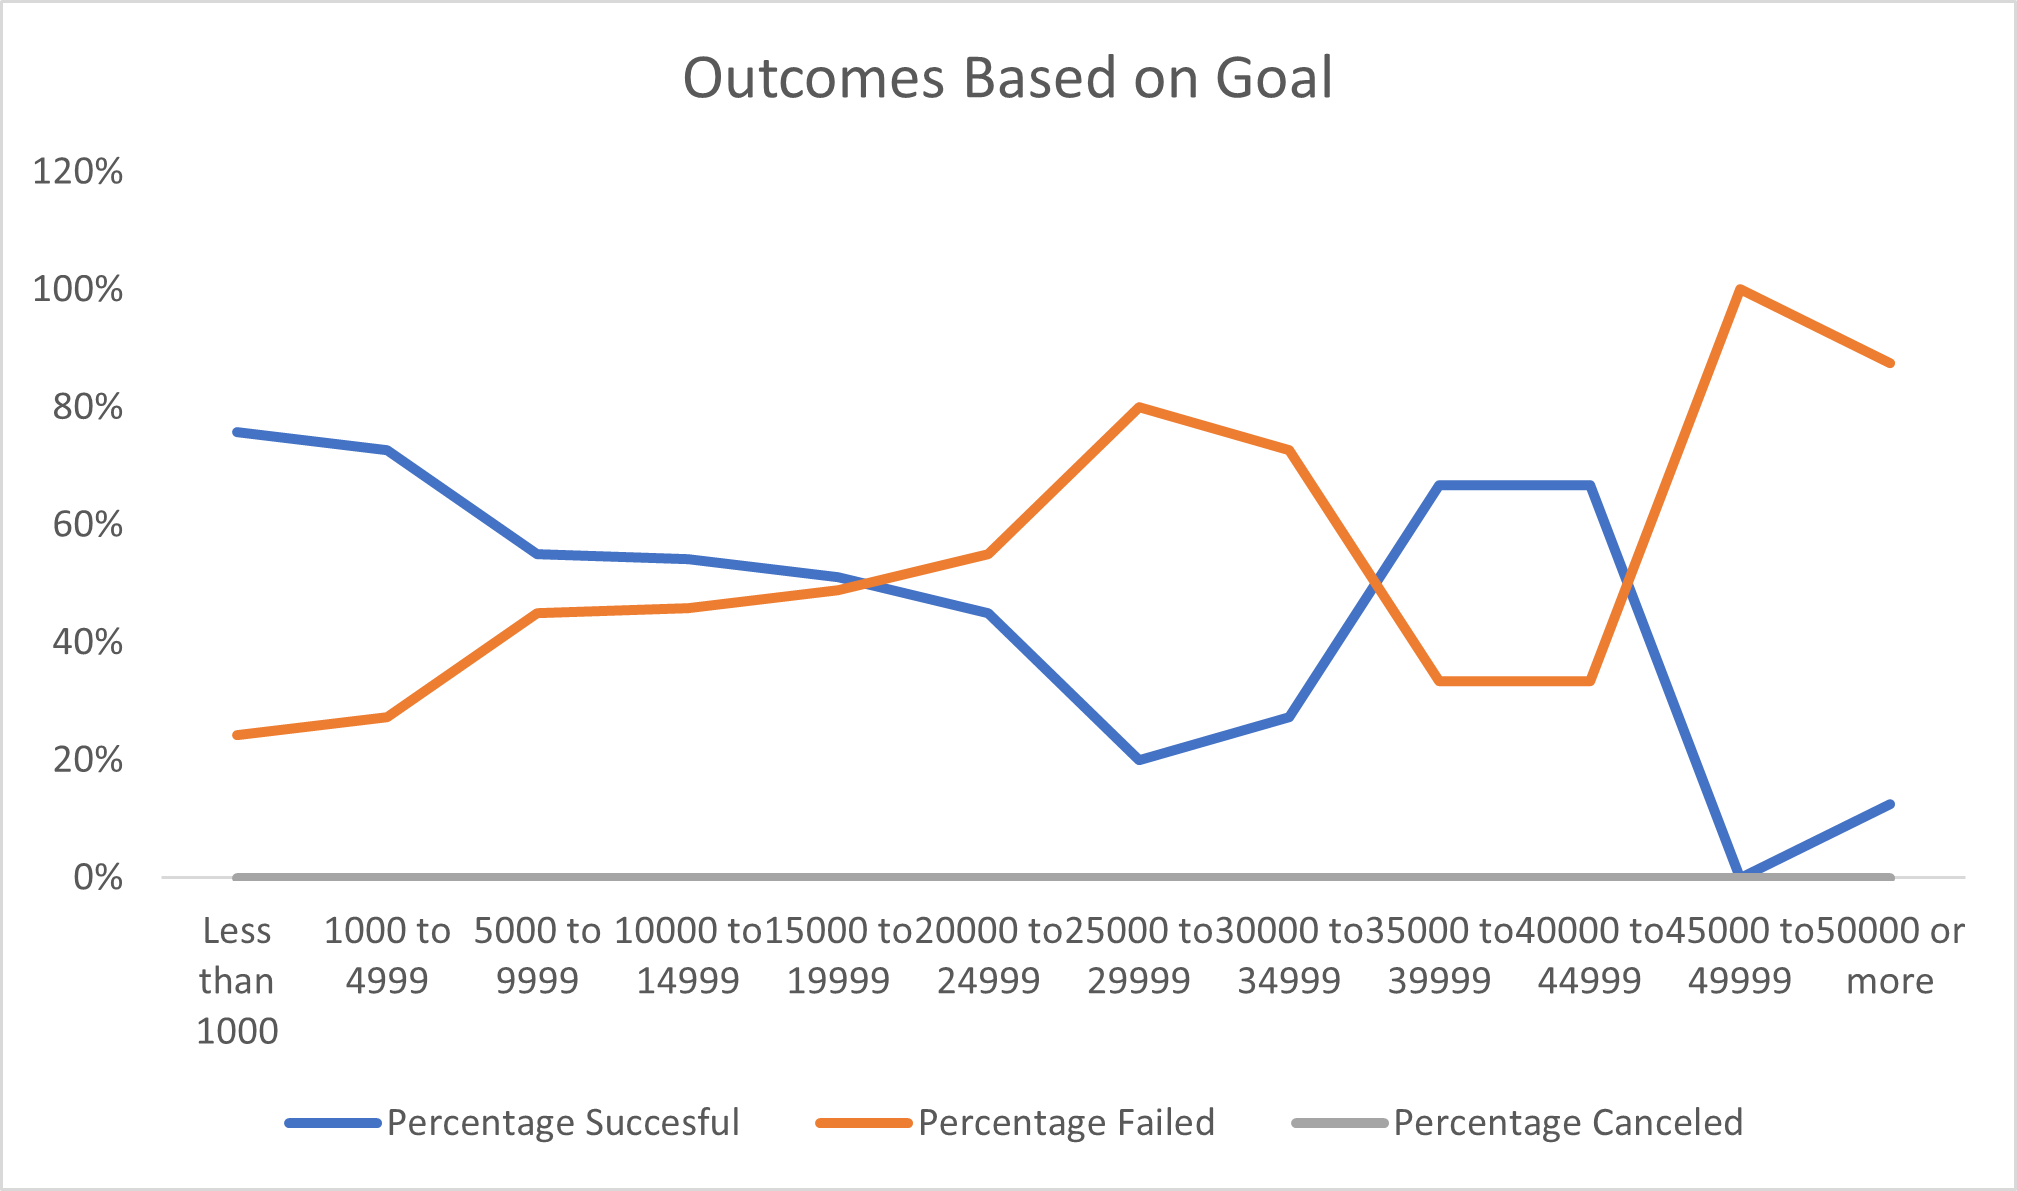 Outcomes Based on Goal
120%
100%
80%
60%
40%
20%
0%
Less than 1000
1000 to 4999
5000 to 9999
10000 to 14999
15000 to 19999
20000 to 24999
25000 to 29999
30000 to 34999
35000 to 39999
40000 to 44999
45000 to 49999
50000 or more
Percentage Succesful
Percentage Failed
Percentage Canceled